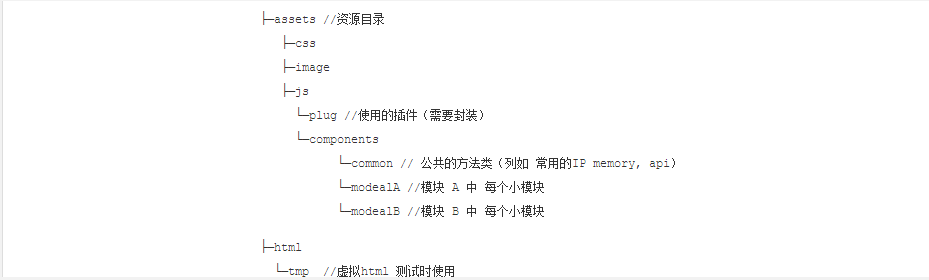 ├─assets //资源目录
├─css
├─image
├─js
└─plug //使用的插件（需要封装）
└─components
└─common // 公共的方法类（列如 常用的IP memory, api）
└─modealA //模块 A 中 每个小模块
└─modealB //模块 B 中 每个小模块
├─html
└─tmp //虚拟html 测试时使用